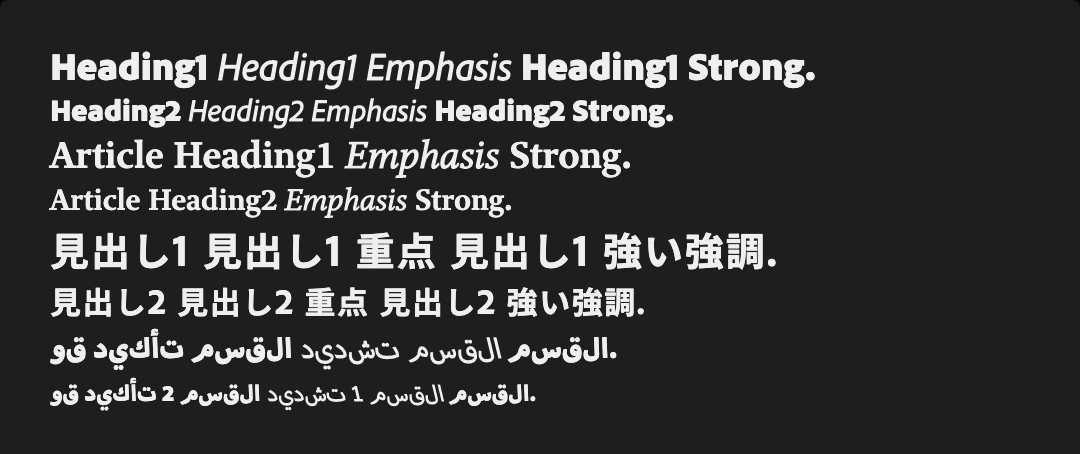 Heading1 Heading1 Emphasis Heading1 Strong.
Heading2 Heading2 Emphasis Heading2 Strong.
Article Heading1 Emphasis Strong.
Article Heading2 Emphasis Strong.
見出し1 見出し1 重点 見出し1 強い強調.
見出し2 見出し2 重点 見出し2 強い強調.
القسم القسم تشديد القسم تأكيد قو.
القسم القسم 1 تشديد القسم 2 تأكيد قو.